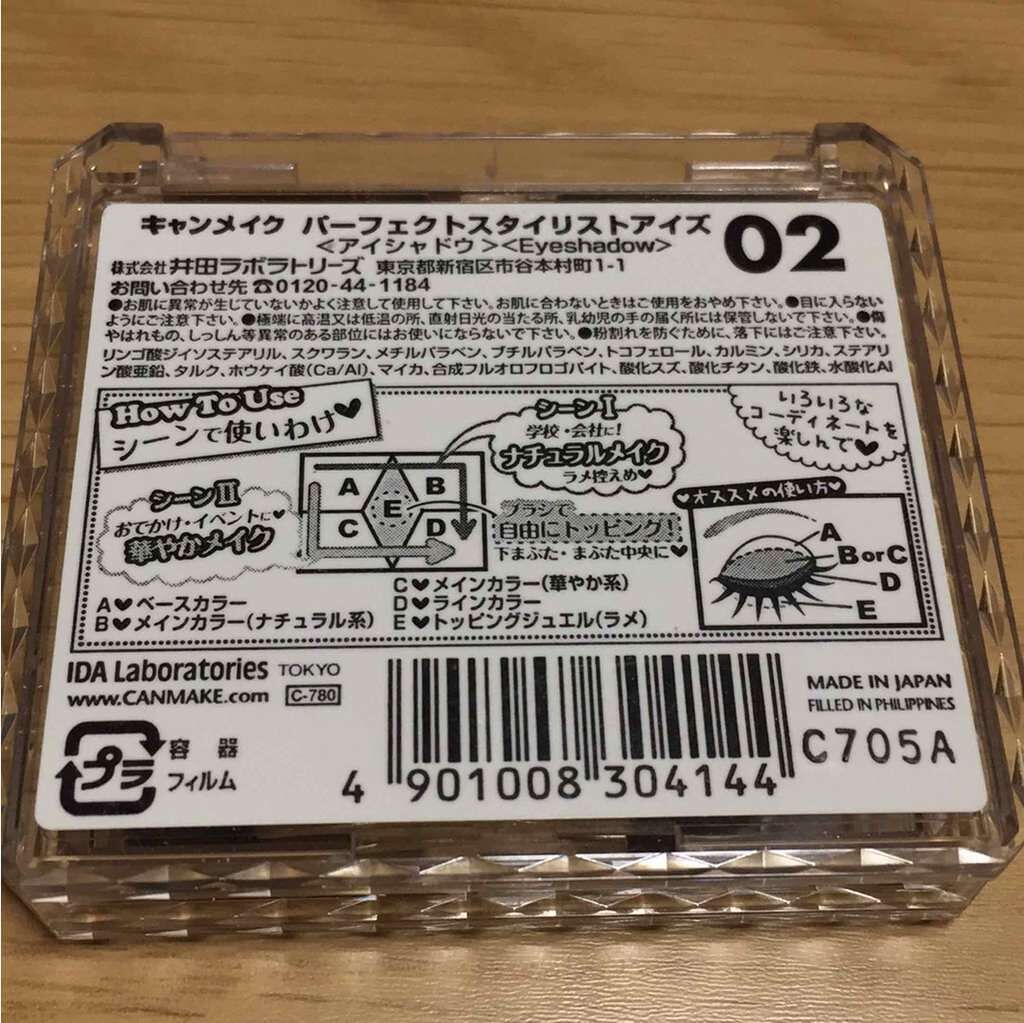 キャンメイク パーフェクトスタイリストアイズ 02
<アイシャドウ><Eyeshadow>
株式会社 井田ラボラトリーズ 東京都新宿区市谷本村町1-1
お問い合わせ先 ☎0120-44-1184
●お肌に異常が生じていないかよく注意して使用して下さい。お肌に合わないときはご使用をおやめ下さい。●目に入らない
ようにご注意下さい。●極端に高温又は低温の所、直射日光の当たる所、乳幼児の手の届く所には保管しないで下さい。●傷
やはれもの、しっしん等異常のある部位にはお使いにならないで下さい。●粉割れを防ぐために、落下にはご注意下さい。
リンゴ酸ジイソステアリル、スクワラン、メチルパラベン、ブチルパラベン、トコフェロール、カルミン、シリカ、ステアリ
ン酸亜鉛、タルク、ホウケイ酸(Ca/Al)、マイカ、合成フルオロフロゴパイト、酸化スズ、酸化チタン、酸化鉄、水酸化Al
How To Use
シーンで使いわけ♥
シーンⅠ
学校・会社に!
ナチュラルメイク
ラメ控えめ♥
いろいろな
コーディネートを
楽しんで♥
シーンⅡ
おでかけ・イベントに♥
華やかメイク
A B
C D
E
ブラシで
自由にトッピング!
下まぶた・まぶた中央に♥
♥オススメの使い方♥
A
B or C
D
E
A♥ベースカラー
B♥メインカラー(ナチュラル系)
C♥メインカラー(華やか系)
D♥ラインカラー
E♥トッピングジュエル(ラメ)
IDA Laboratories TOKYO
www.CANMAKE.com C-780
MADE IN JAPAN
FILLED IN PHILIPPINES
C705A
プラ
容器
フィルム
4 901008 304144